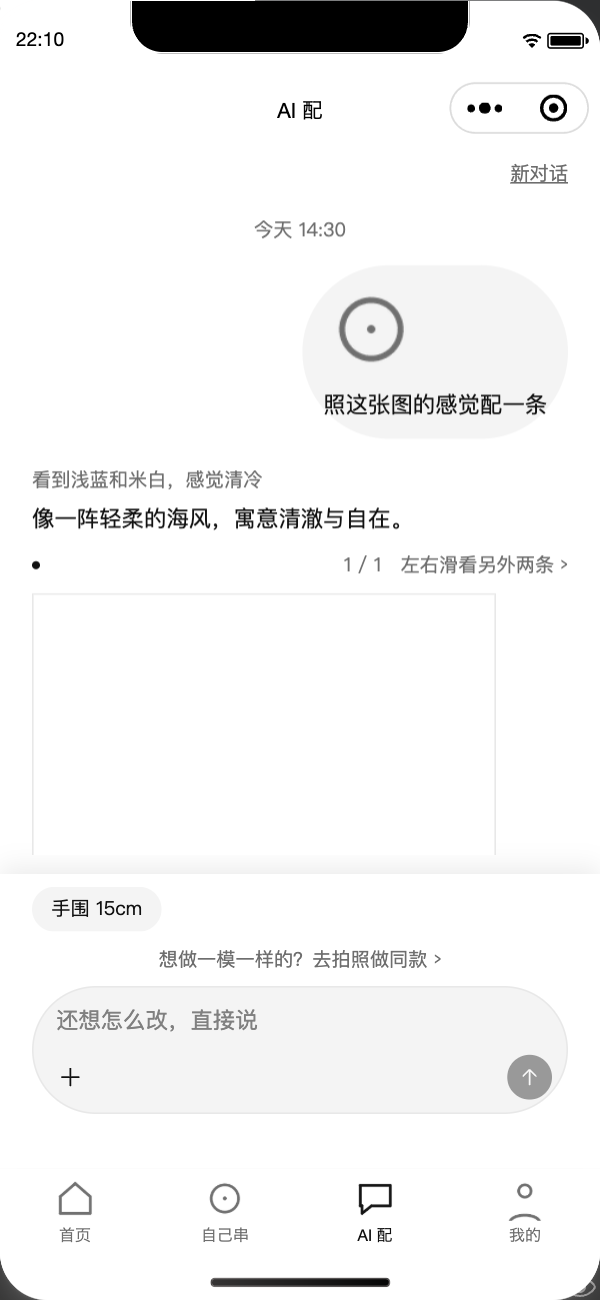 22:10
AI 配
新对话
今天 14:30
照这张图的感觉配一条
看到浅蓝和米白，感觉清冷
像一阵轻柔的海风，寓意清澈与自在。
1 / 1 左右滑看另外两条 >
手围 15cm
想做一模一样的？去拍照做同款 >
还想怎么改，直接说
首页 自己串 AI 配 我的